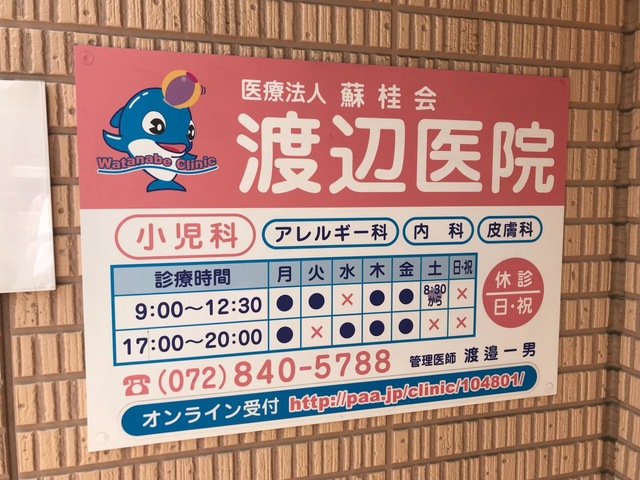 医療法人 蘇桂会
渡辺医院
Watanabe Clinic
小児科 アレルギー科 内科 皮膚科
診療時間 月 火 水 木 金 土 日・祝
9:00〜12:30 ● ● × ● ● 8:30から ×
17:00〜20:00 ● × ● ● ● × ×
休診
日・祝
☎(072)840-5788 管理医師 渡邉一男
オンライン受付 http://paa.jp/clinic/104801/